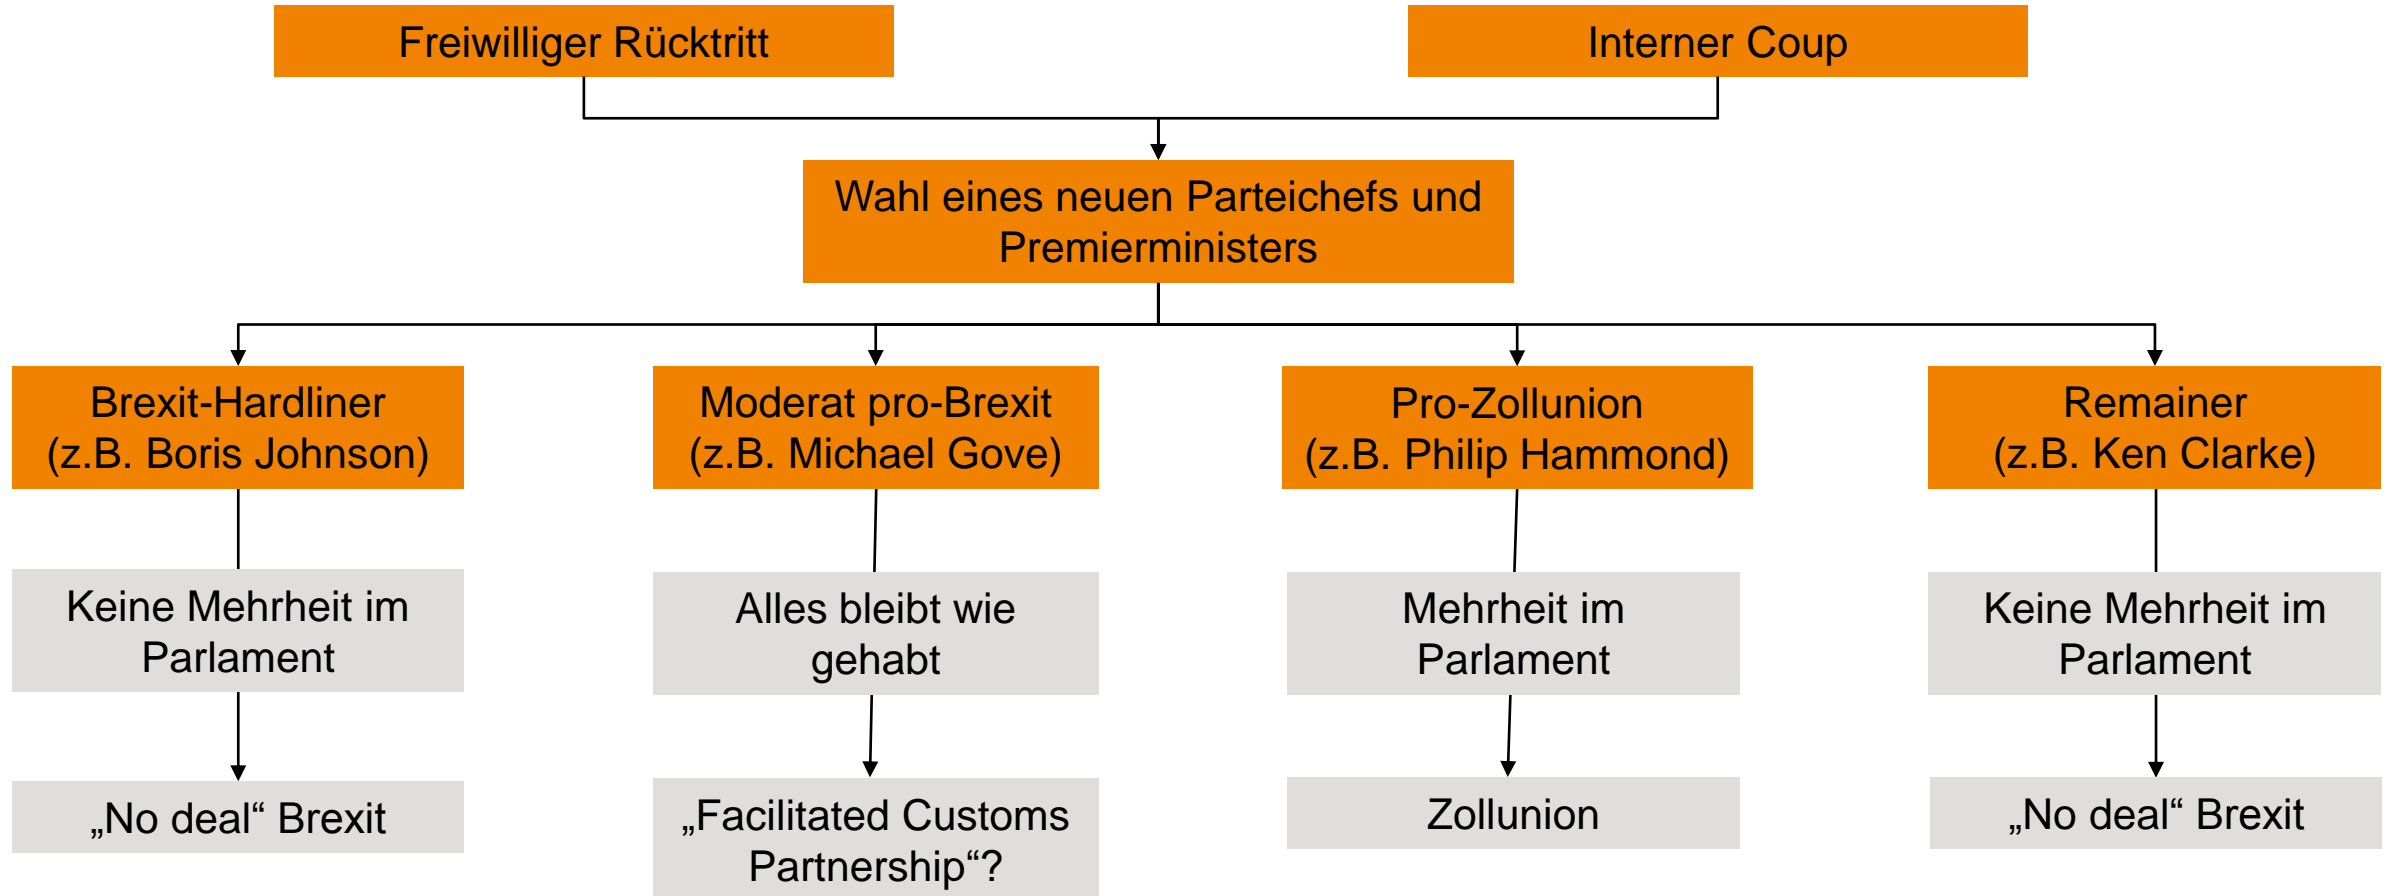 Freiwilliger Rücktritt
Interner Coup
Wahl eines neuen Parteichefs und
Premierministers
Brexit-Hardliner
(z.B. Boris Johnson)
Moderat pro-Brexit
(z.B. Michael Gove)
Pro-Zollunion
(z.B. Philip Hammond)
Remainer
(z.B. Ken Clarke)
Keine Mehrheit im
Parlament
Alles bleibt wie
gehabt
Mehrheit im
Parlament
Keine Mehrheit im
Parlament
„No deal“ Brexit
„Facilitated Customs
Partnership“?
Zollunion
„No deal“ Brexit